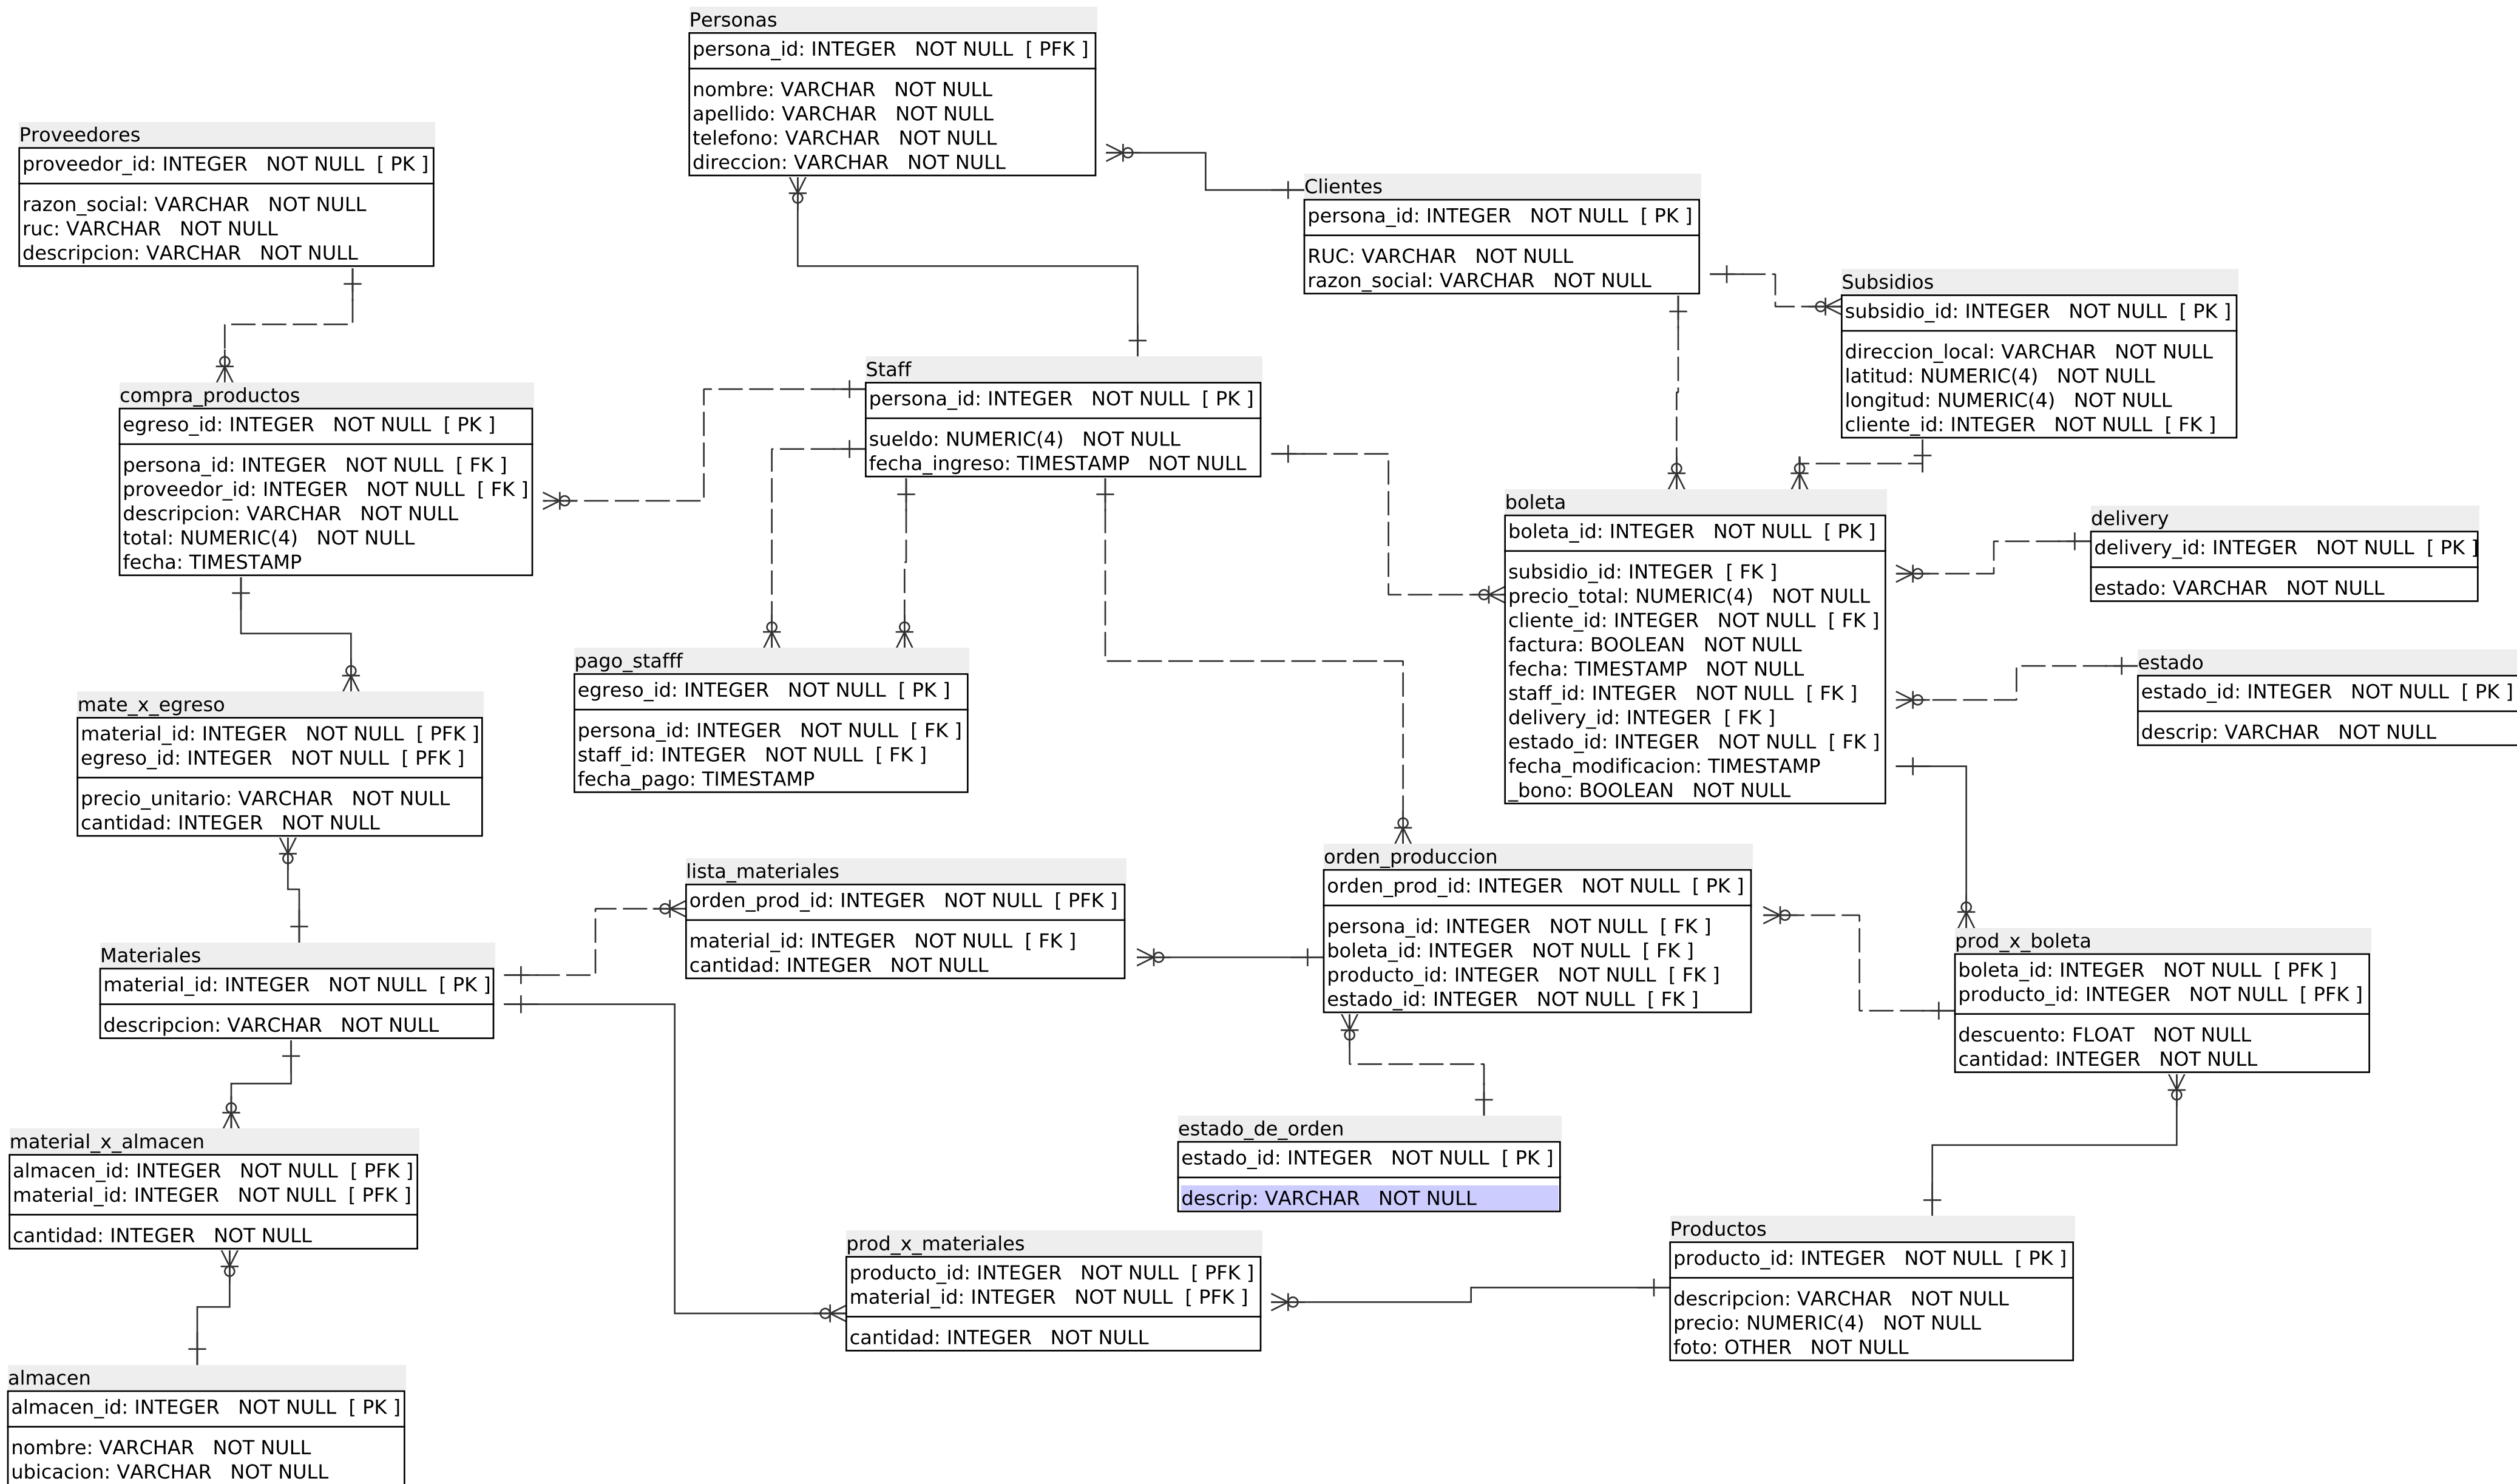 Personas
persona_id: INTEGER NOT NULL [ PFK ]
nombre: VARCHAR NOT NULL
apellido: VARCHAR NOT NULL
telefono: VARCHAR NOT NULL
direccion: VARCHAR NOT NULL
Proveedores
proveedor_id: INTEGER NOT NULL [ PK ]
razon_social: VARCHAR NOT NULL
ruc: VARCHAR NOT NULL
descripcion: VARCHAR NOT NULL
Clientes
persona_id: INTEGER NOT NULL [ PK ]
RUC: VARCHAR NOT NULL
razon_social: VARCHAR NOT NULL
Subsidios
subsidio_id: INTEGER NOT NULL [ PK ]
direccion_local: VARCHAR NOT NULL
latitud: NUMERIC(4) NOT NULL
longitud: NUMERIC(4) NOT NULL
cliente_id: INTEGER NOT NULL [ FK ]
Staff
persona_id: INTEGER NOT NULL [ PK ]
sueldo: NUMERIC(4) NOT NULL
fecha_ingreso: TIMESTAMP NOT NULL
compra_productos
egreso_id: INTEGER NOT NULL [ PK ]
persona_id: INTEGER NOT NULL [ FK ]
proveedor_id: INTEGER NOT NULL [ FK ]
descripcion: VARCHAR NOT NULL
total: NUMERIC(4) NOT NULL
fecha: TIMESTAMP
boleta
boleta_id: INTEGER NOT NULL [ PK ]
subsidio_id: INTEGER [ FK ]
precio_total: NUMERIC(4) NOT NULL
cliente_id: INTEGER NOT NULL [ FK ]
factura: BOOLEAN NOT NULL
fecha: TIMESTAMP NOT NULL
staff_id: INTEGER NOT NULL [ FK ]
delivery_id: INTEGER [ FK ]
estado_id: INTEGER NOT NULL [ FK ]
fecha_modificacion: TIMESTAMP
_bono: BOOLEAN NOT NULL
delivery
delivery_id: INTEGER NOT NULL [ PK ]
estado: VARCHAR NOT NULL
estado
estado_id: INTEGER NOT NULL [ PK ]
descrip: VARCHAR NOT NULL
pago_stafff
egreso_id: INTEGER NOT NULL [ PK ]
persona_id: INTEGER NOT NULL [ FK ]
staff_id: INTEGER NOT NULL [ FK ]
fecha_pago: TIMESTAMP
mate_x_egreso
material_id: INTEGER NOT NULL [ PFK ]
egreso_id: INTEGER NOT NULL [ PFK ]
precio_unitario: VARCHAR NOT NULL
cantidad: INTEGER NOT NULL
lista_materiales
orden_prod_id: INTEGER NOT NULL [ PFK ]
material_id: INTEGER NOT NULL [ FK ]
cantidad: INTEGER NOT NULL
orden_produccion
orden_prod_id: INTEGER NOT NULL [ PK ]
persona_id: INTEGER NOT NULL [ FK ]
boleta_id: INTEGER NOT NULL [ FK ]
producto_id: INTEGER NOT NULL [ FK ]
estado_id: INTEGER NOT NULL [ FK ]
prod_x_boleta
boleta_id: INTEGER NOT NULL [ PFK ]
producto_id: INTEGER NOT NULL [ PFK ]
descuento: FLOAT NOT NULL
cantidad: INTEGER NOT NULL
Materiales
material_id: INTEGER NOT NULL [ PK ]
descripcion: VARCHAR NOT NULL
material_x_almacen
almacen_id: INTEGER NOT NULL [ PFK ]
material_id: INTEGER NOT NULL [ PFK ]
cantidad: INTEGER NOT NULL
estado_de_orden
estado_id: INTEGER NOT NULL [ PK ]
descrip: VARCHAR NOT NULL
prod_x_materiales
producto_id: INTEGER NOT NULL [ PFK ]
material_id: INTEGER NOT NULL [ PFK ]
cantidad: INTEGER NOT NULL
Productos
producto_id: INTEGER NOT NULL [ PK ]
descripcion: VARCHAR NOT NULL
precio: NUMERIC(4) NOT NULL
foto: OTHER NOT NULL
almacen
almacen_id: INTEGER NOT NULL [ PK ]
nombre: VARCHAR NOT NULL
ubicacion: VARCHAR NOT NULL